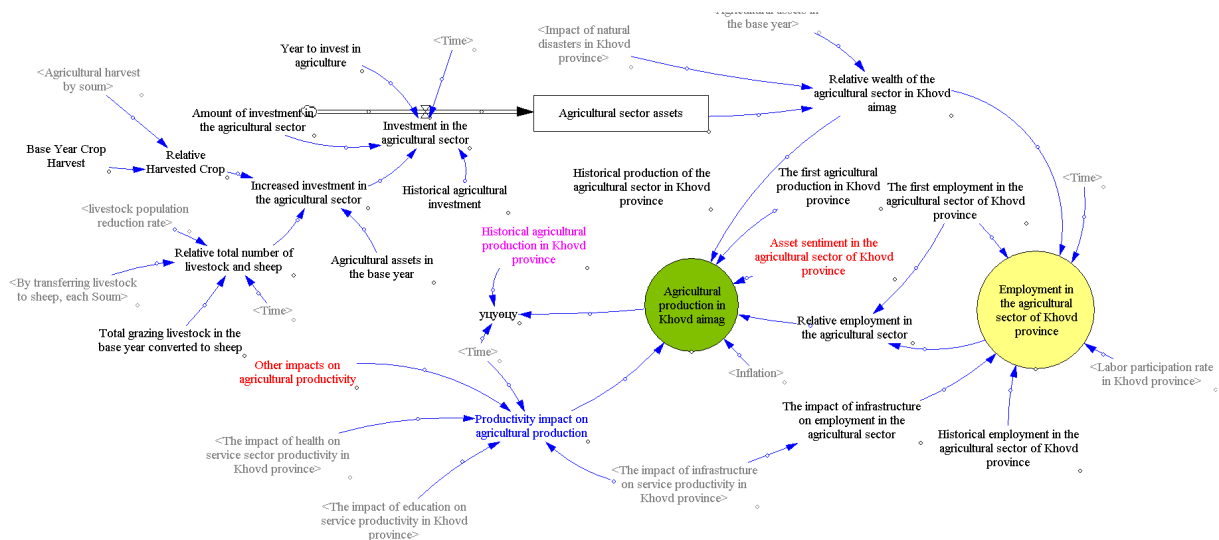 Agricultural assets in
the base year>
<Impact of natural
disasters in Khovd
province>
<Time>
Year to invest in
agriculture
Relative wealth of the
agricultural sector in Khovd
aimag
<Agricultural harvest
by soum>
Amount of investment in
the agricultural sector
Investment in the
agricultural sector
Agricultural sector assets
Base Year Crop
Harvest
Relative
Harvested Crop
Increased investment in
the agricultural sector
Historical agricultural
investment
Historical production of the
agricultural sector in Khovd
province
The first agricultural
production in Khovd
province
The first employment in the
agricultural sector of Khovd
province
<Time>
<livestock population
reduction rate>
Relative total number of
livestock and sheep
Agricultural assets in
the base year
Historical agricultural
production in Khovd
province
Asset sentiment in the
agricultural sector of Khovd
province
<By transferring livestock
to sheep, each Soum>
<Time>
Agricultural
production in
Khovd aimag
Employment in
the agricultural
sector of Khovd
province
Total grazing livestock in the
base year converted to sheep
Relative employment in
the agricultural sector
<Time>
Other impacts on
agricultural productivity
<Inflation>
<Labor participation rate
in Khovd province>
Productivity impact on
agricultural production
The impact of infrastructure
on employment in the
agricultural sector
Historical employment in the
agricultural sector of Khovd
province
<The impact of health on
service sector productivity in
Khovd province>
<The impact of infrastructure
on service productivity in
Khovd province>
<The impact of education on
service productivity in Khovd
province>